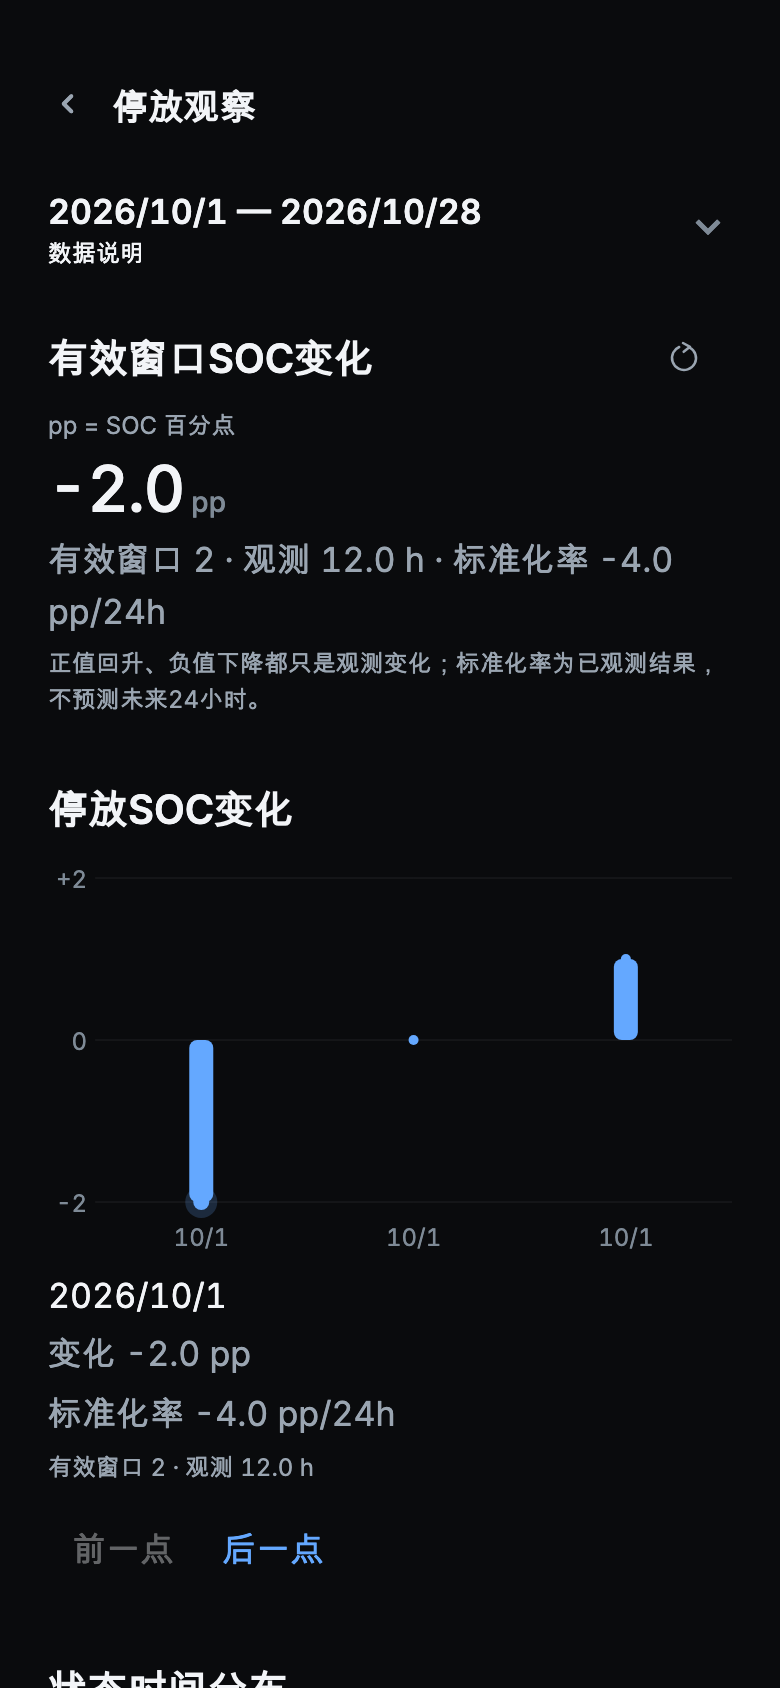 停放观察
2026/10/1 — 2026/10/28
数据说明
有效窗口SOC变化
pp = SOC 百分点
-2.0 pp
有效窗口 2 · 观测 12.0 h · 标准化率 -4.0
pp/24h
正值回升、负值下降都只是观测变化；标准化率为已观测结果，
不预测未来24小时。
停放SOC变化
+2
0
-2
10/1 10/1 10/1
2026/10/1
变化 -2.0 pp
标准化率 -4.0 pp/24h
有效窗口 2 · 观测 12.0 h
前一点 后一点
状态时间分布